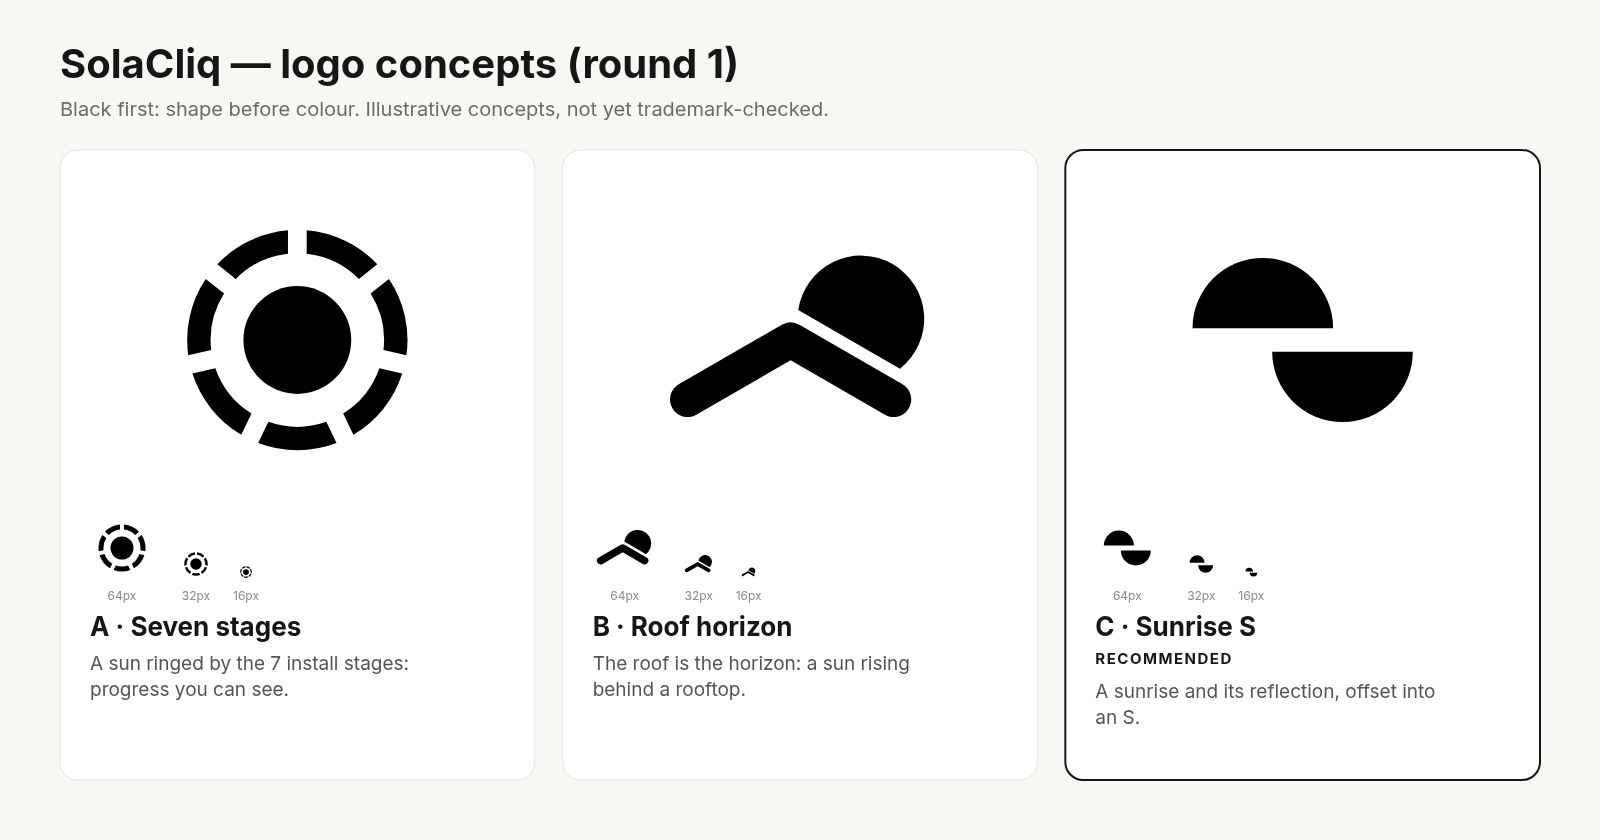 SolaCliq — logo concepts (round 1)
Black first: shape before colour. Illustrative concepts, not yet trademark-checked.
64px 32px 16px
A · Seven stages
A sun ringed by the 7 install stages:
progress you can see.
64px 32px 16px
B · Roof horizon
The roof is the horizon: a sun rising
behind a rooftop.
64px 32px 16px
C · Sunrise S
RECOMMENDED
A sunrise and its reflection, offset into
an S.